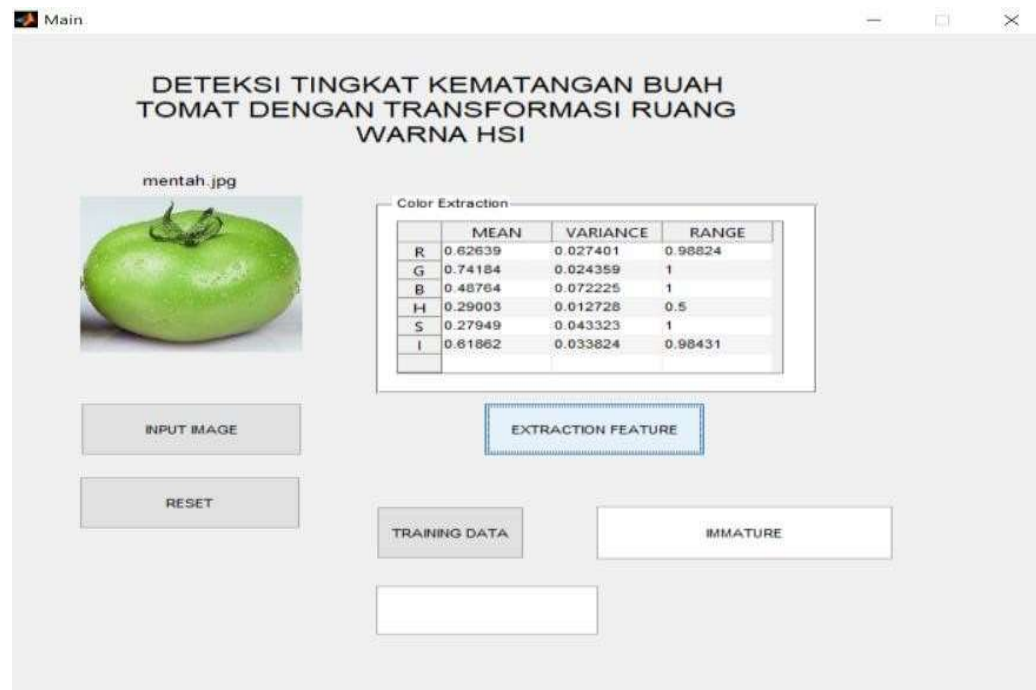 Main
DETEKSI TINGKAT KEMATANGAN BUAH
TOMAT DENGAN TRANSFORMASI RUANG
WARNA HSI
mentah.jpg
Color Extraction
MEAN VARIANCE RANGE
R 0.62639 0.027401 0.98824
G 0.74184 0.024359 1
B 0.48764 0.072225 1
H 0.29003 0.012728 0.5
S 0.27949 0.043323 1
I 0.61862 0.033824 0.98431
INPUT IMAGE
EXTRACTION FEATURE
RESET
TRAINING DATA
IMMATURE